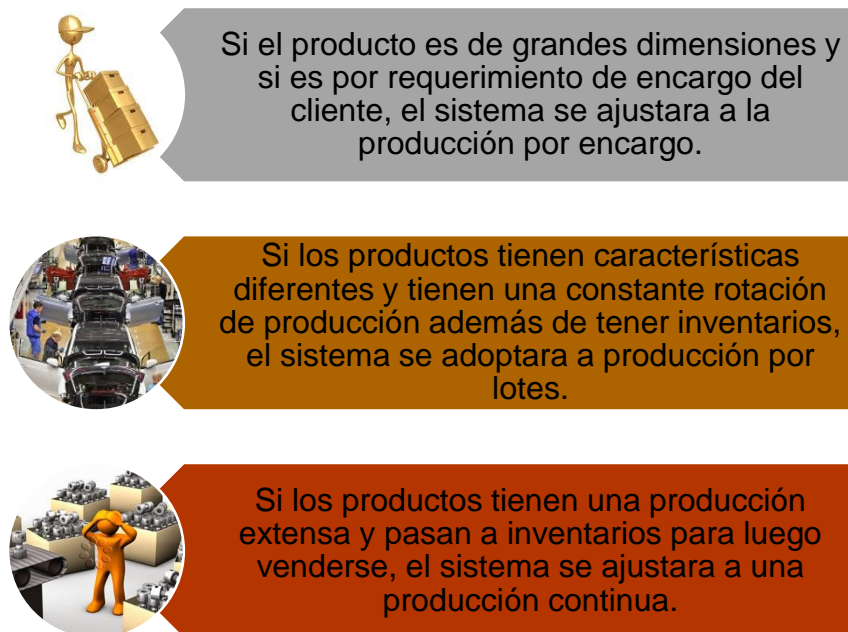 Si el producto es de grandes dimensiones y
si es por requerimiento de encargo del
cliente, el sistema se ajustara a la
producción por encargo.
Si los productos tienen características
diferentes y tienen una constante rotación
de producción además de tener inventarios,
el sistema se adoptara a producción por
lotes.
Si los productos tienen una producción
extensa y pasan a inventarios para luego
venderse, el sistema se ajustara a una
producción continua.